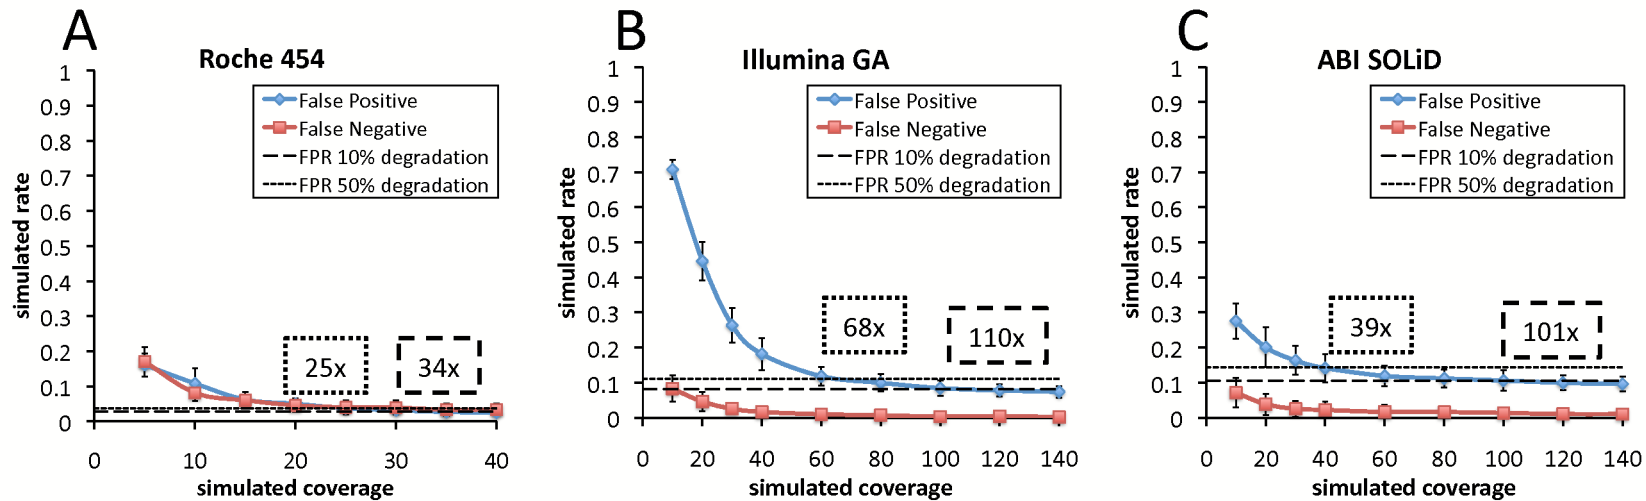 A
Roche 454
1
0.9
0.8
0.7
0.6
0.5
0.4
0.3
0.2
0.1
0
simulated rate
False Positive
False Negative
FPR 10% degradation
FPR 50% degradation
25x
34x
0 10 20 30 40
simulated coverage
B
Illumina GA
1
0.9
0.8
0.7
0.6
0.5
0.4
0.3
0.2
0.1
0
simulated rate
False Positive
False Negative
FPR 10% degradation
FPR 50% degradation
68x
110x
0 20 40 60 80 100 120 140
simulated coverage
C
ABI SOLiD
1
0.9
0.8
0.7
0.6
0.5
0.4
0.3
0.2
0.1
0
simulated rate
False Positive
False Negative
FPR 10% degradation
FPR 50% degradation
39x
101x
0 20 40 60 80 100 120 140
simulated coverage